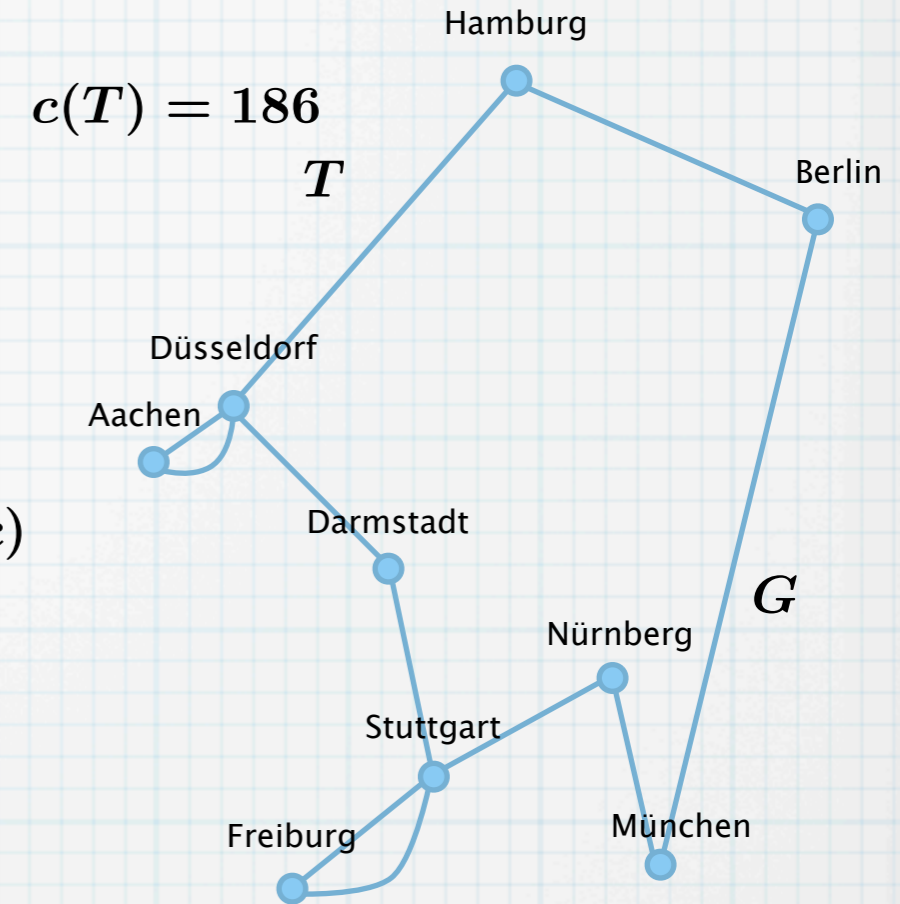 Hamburg
c(T) = 186
T
Berlin
Düsseldorf
Aachen
Darmstadt
)
G
Nürnberg
Stuttgart
München
Freiburg